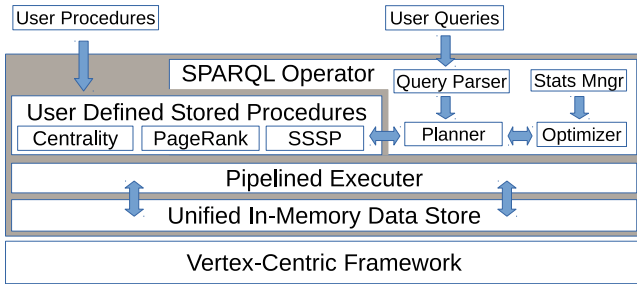 User Procedures
User Queries
SPARQL Operator
Query Parser
Stats Mngr
User Defined Stored Procedures
Centrality
PageRank
SSSP
Planner
Optimizer
Pipelined Executer
Unified In-Memory Data Store
Vertex-Centric Framework